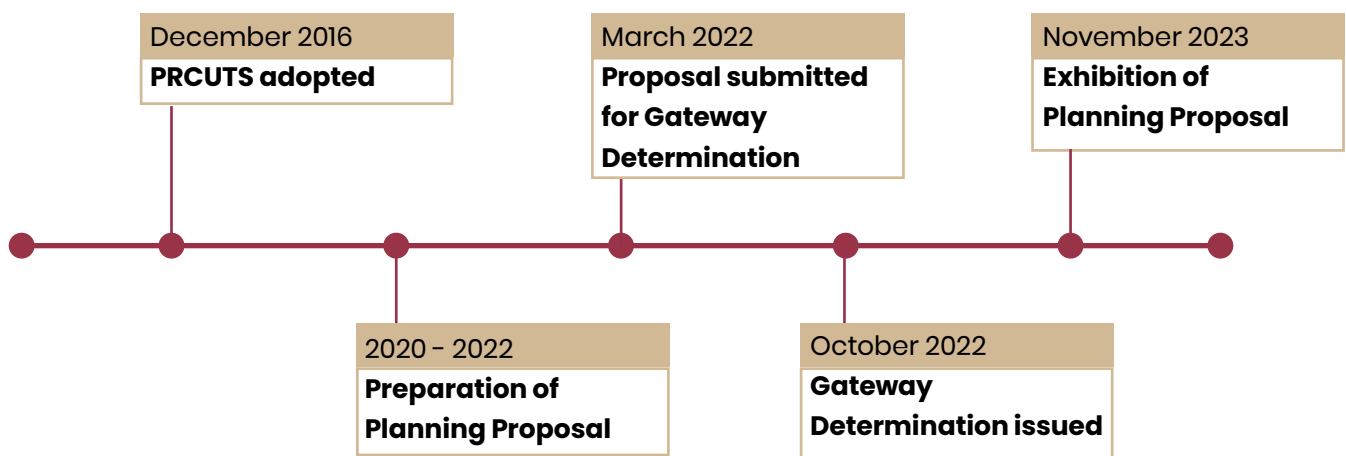 December 2016
PRCUTS adopted
2020 - 2022
Preparation of
Planning Proposal
March 2022
Proposal submitted
for Gateway
Determination
October 2022
Gateway
Determination issued
November 2023
Exhibition of
Planning Proposal